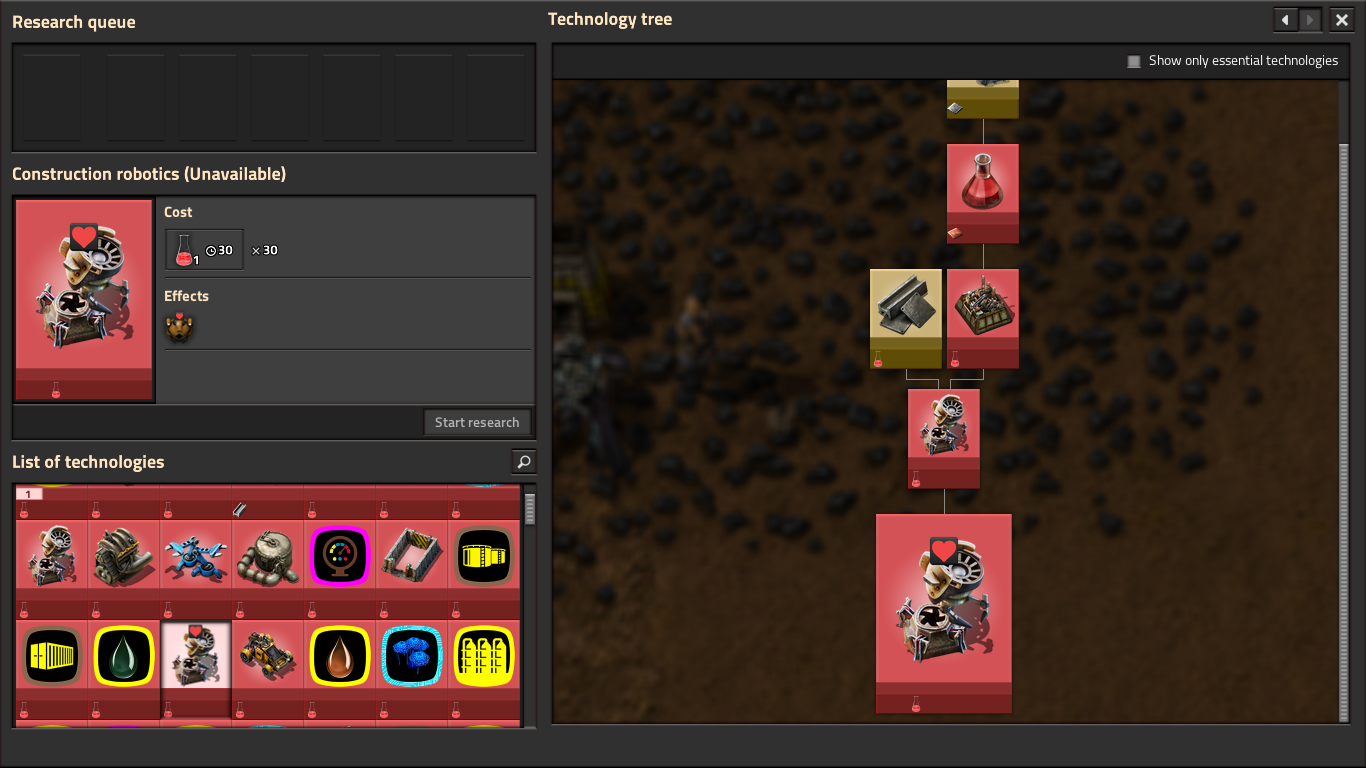 Research queue
Technology tree
Show only essential technologies
Construction robotics (Unavailable)
Cost
1 30 × 30
Effects
Start research
List of technologies
1